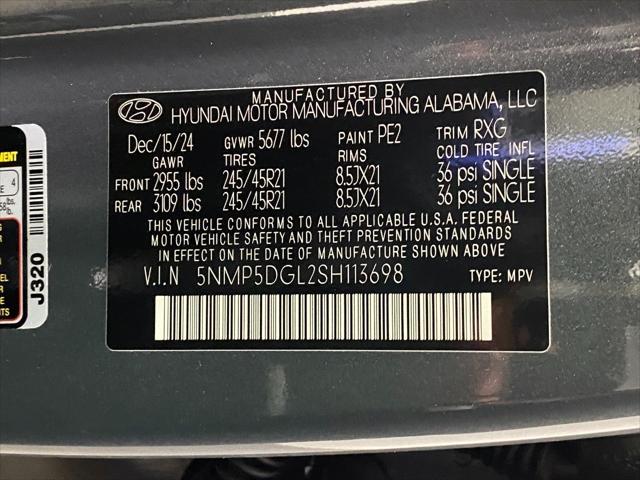 MANUFACTURED BY
HYUNDAI MOTOR MANUFACTURING ALABAMA, LLC
Dec/15/24 GVWR 5677 lbs PAINT PE2 TRIM RXG
GAWR TIRES RIMS COLD TIRE INFL
FRONT 2955 lbs 245/45R21 8.5JX21 36 psi SINGLE
REAR 3109 lbs 245/45R21 8.5JX21 36 psi SINGLE
THIS VEHICLE CONFORMS TO ALL APPLICABLE U.S.A. FEDERAL
MOTOR VEHICLE SAFETY AND THEFT PREVENTION STANDARDS
IN EFFECT ON THE DATE OF MANUFACTURE SHOWN ABOVE.
V.I.N 5NMP5DGL2SH113698 TYPE: MPV
J320